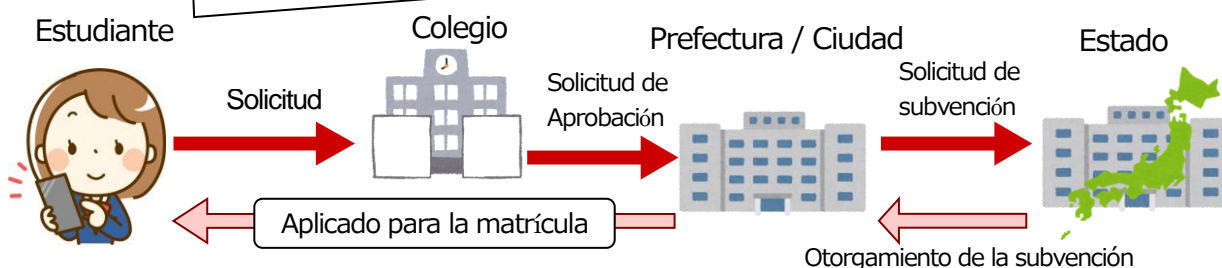 Estudiante
Colegio
Prefectura / Ciudad
Estado
Solicitud
Solicitud de
Aprobación
Solicitud de
subvención
Aplicado para la matrícula
Otorgamiento de la subvención